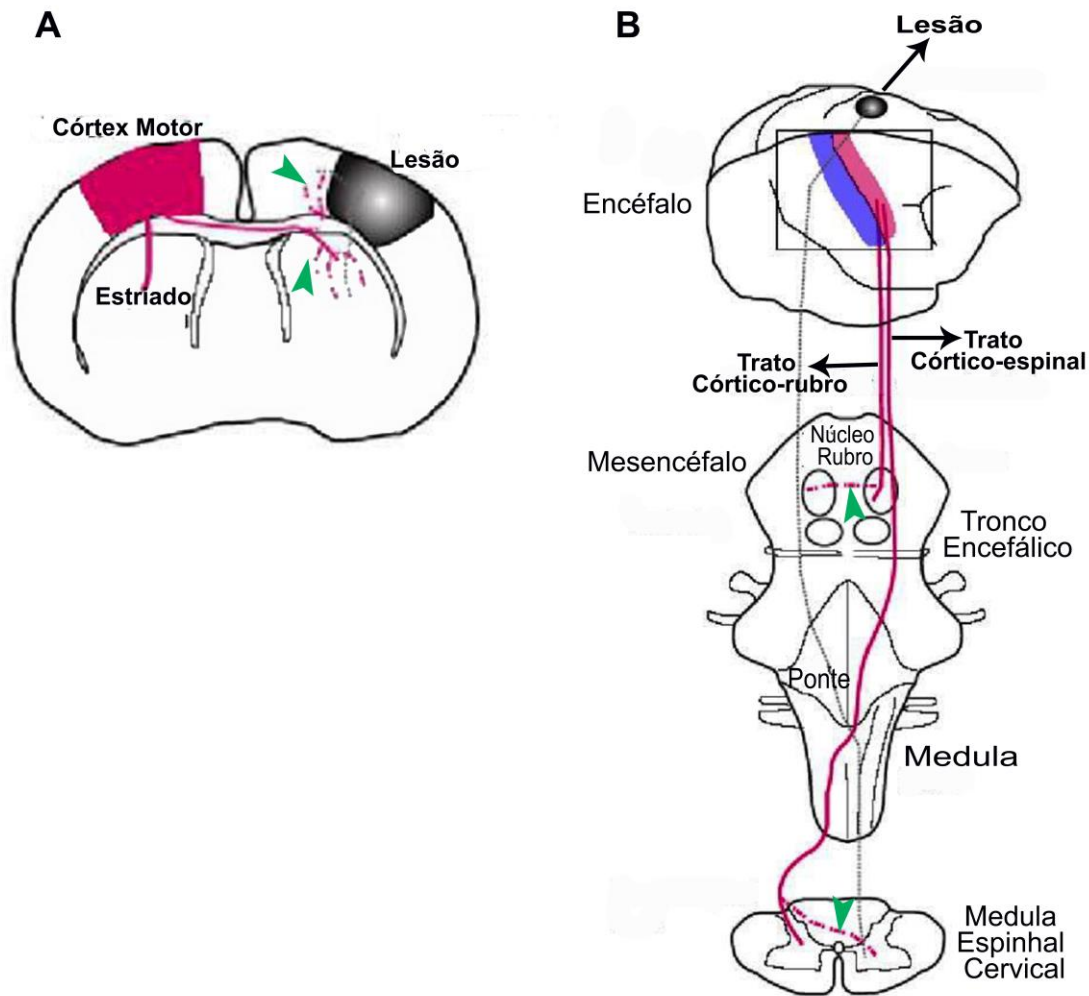 A
Córtex Motor
Lesão
Estriado
B
Lesão
Encéfalo
Trato
Córtico-rubro
Trato
Córtico-espinal
Mesencéfalo
Núcleo
Rubro
Tronco
Encefálico
Ponte
Medula
Medula
Espinhal
Cervical